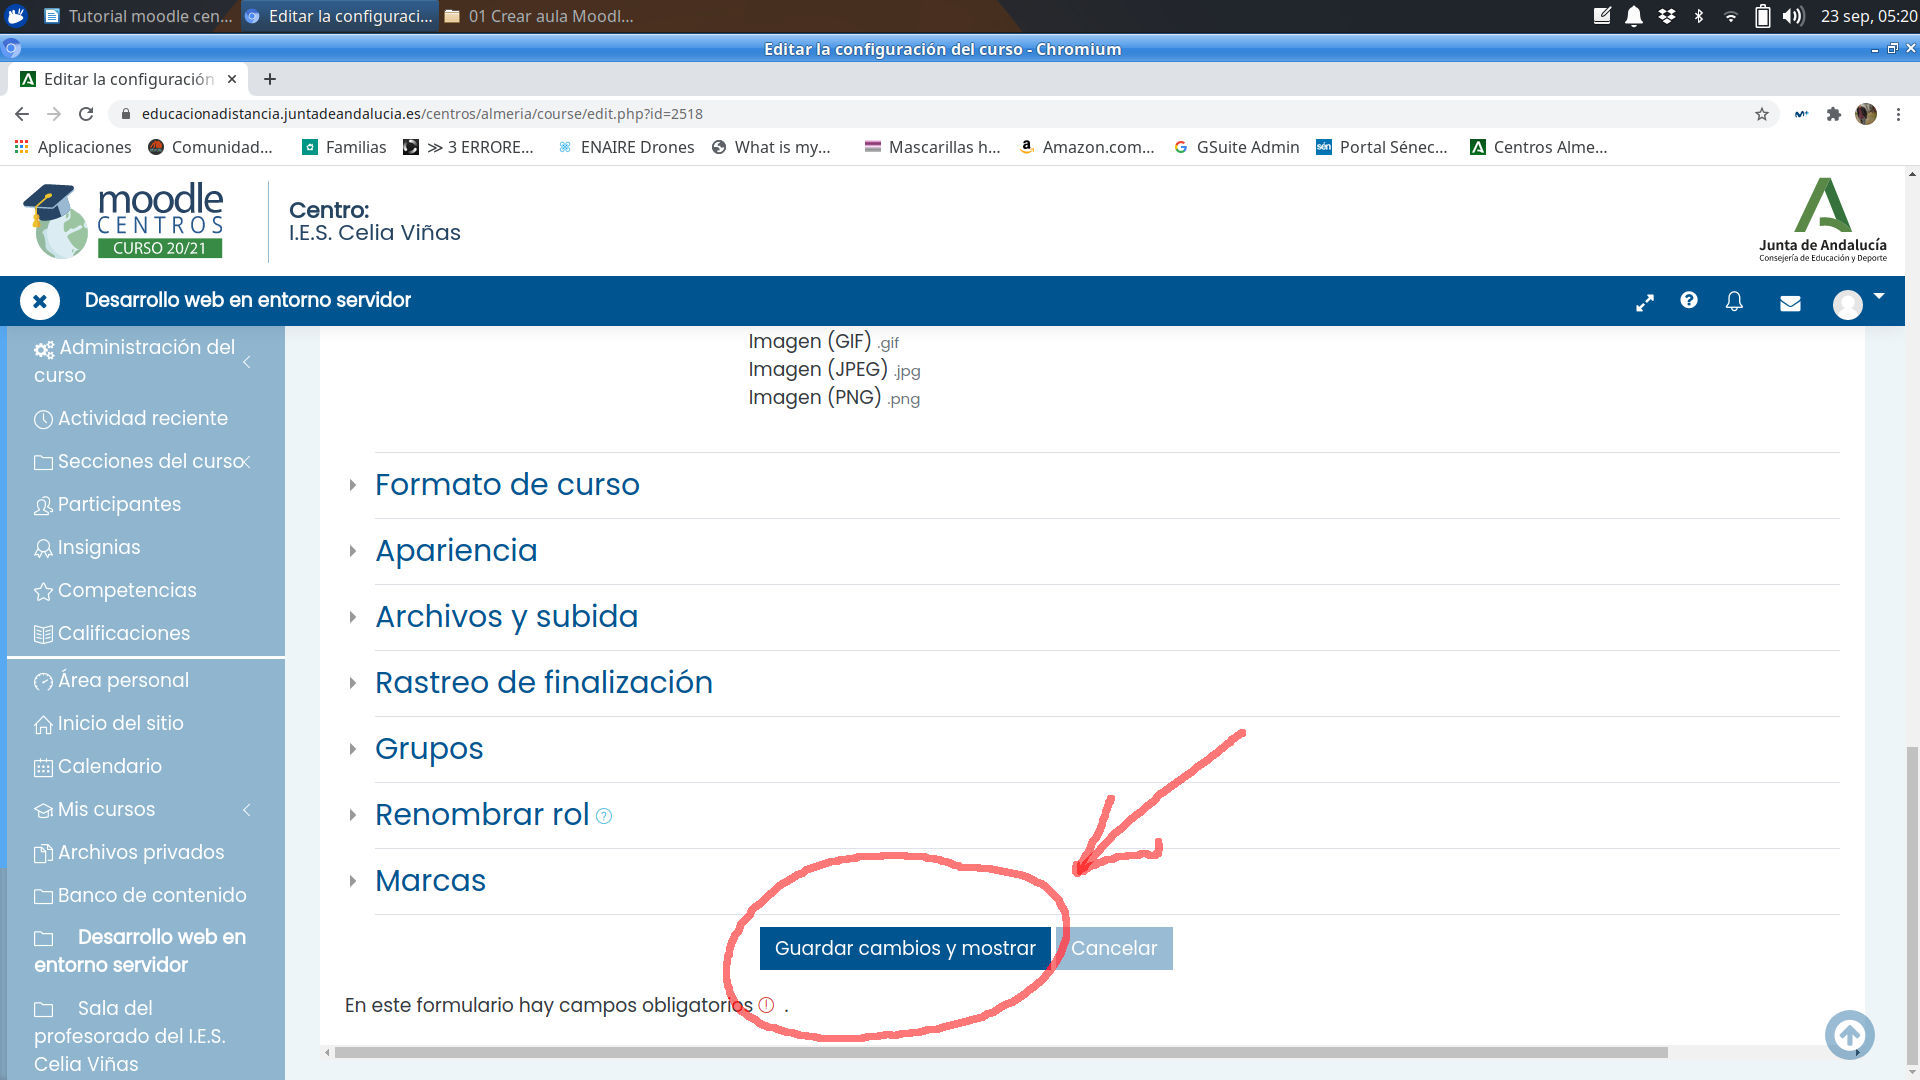 Tutorial moodle cen...
Editar la configuraci...
01 Crear aula Moodl...
23 sep, 05:20
Editar la configuración del curso - Chromium
Editar la configuración
educacionadistancia.juntadeandalucia.es/centros/almeria/course/edit.php?id=2518
Aplicaciones
Comunidad...
Familias
≫ 3 ERRORE...
ENAIRE Drones
What is my...
Mascarillas h...
Amazon.com...
GSuite Admin
Portal Sénec...
Centros Alme...
moodle
CENTROS
CURSO 20/21
Centro:
I.E.S. Celia Viñas
Junta de Andalucía
Consejería de Educación y Deporte
Desarrollo web en entorno servidor
Administración del
curso
Actividad reciente
Secciones del curso
Participantes
Insignias
Competencias
Calificaciones
Área personal
Inicio del sitio
Calendario
Mis cursos
Archivos privados
Banco de contenido
Desarrollo web en
entorno servidor
Sala del
profesorado del I.E.S.
Celia Viñas
Imagen (GIF) .gif
Imagen (JPEG) .jpg
Imagen (PNG) .png
Formato de curso
Apariencia
Archivos y subida
Rastreo de finalización
Grupos
Renombrar rol
Marcas
Guardar cambios y mostrar
Cancelar
En este formulario hay campos obligatorios .